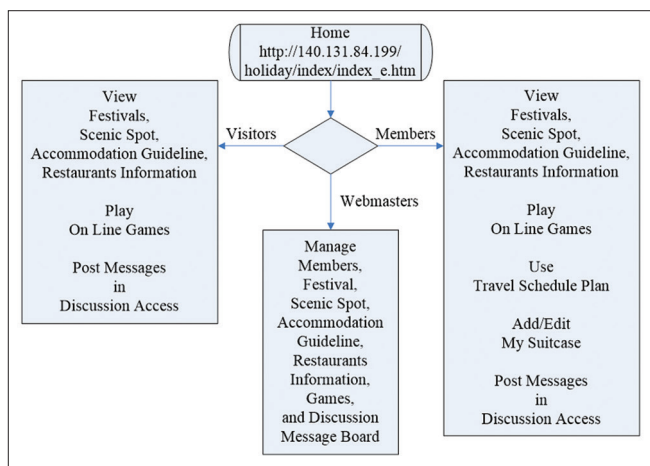 Home
http://140.131.84.199/
holiday/index/index_e.htm
Visitors
Members
Webmasters
View
Festivals,
Scenic Spot,
Accommodation Guideline,
Restaurants Information
Play
On Line Games
Post Messages
in
Discussion Access
Manage
Members,
Festival,
Scenic Spot,
Accommodation
Guideline,
Restaurants
Information,
Games,
and Discussion
Message Board
View
Festivals,
Scenic Spot,
Accommodation Guideline,
Restaurants Information
Play
On Line Games
Use
Travel Schedule Plan
Add/Edit
My Suitcase
Post Messages
in
Discussion Access